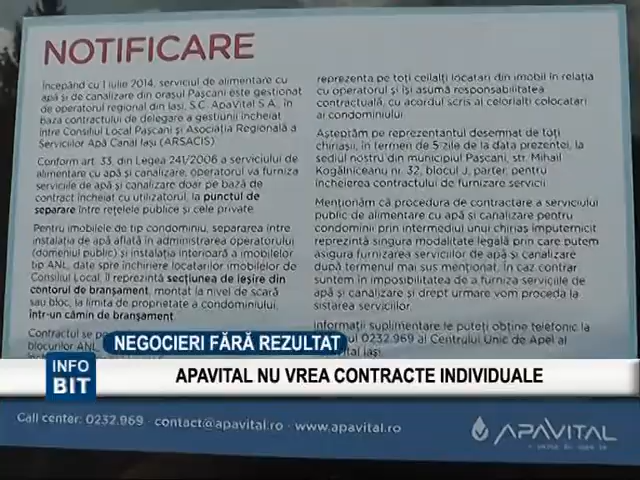 NOTIFICARE
Începând cu 1 iulie 2014, serviciul de alimentare cu
apă și de canalizare din orașul Pașcani este gestionat
de operatorul regional din Iași, S.C. ApaVital S.A., în
baza contractului de delegare a gestiunii încheiat
între Consiliul Local Pașcani și Asociația Regională a
Serviciilor Apă Canal Iași (ARSACIS)
Conform art. 33, din Legea 241/2006 a serviciului de
alimentare cu apă și canalizare, operatorul va furniza
serviciile de apă și canalizare doar pe bază de
contract încheiat cu utilizatorul, la punctul de
separare între rețelele publice și cele private.
Pentru imobilele de tip condominiu, separarea între
instalația de apă aflată în administrarea operatorului
(domeniul public) și instalația interioară a imobilelor
tip ANL, date spre închiriere locatarilor imobilelor de
Consiliul Local, îl reprezintă secțiunea de ieșire din
contorul de branșament, montat la nivel de scară
sau bloc, la limita de proprietate a condominiului,
într-un cămin de branșament.
Contractul se po
blocurilor ANL
reprezenta pe toți ceilalți locatari din imobil în relația
cu operatorul și își asumă responsabilitatea
contractuală, cu acordul scris al celorlalți colocatari
ai condominiului.
Așteptăm pe reprezentantul desemnat de toți
chiriașii, în termen de 5 zile de la data prezentei, la
sediul nostru din municipiul Pașcani, str. Mihail
Kogălniceanu nr. 32, blocul J, parter, pentru
încheierea contractului de furnizare servicii.
Menționăm că procedura de contractare a serviciului
public de alimentare cu apă și canalizare pentru
condominii prin intermediul unui chiriaș împuternicit
reprezintă singura modalitate legală prin care putem
asigura furnizarea serviciilor de apă și canalizare
după termenul mai sus menționat. În caz contrar
suntem în imposibilitatea de a furniza serviciile de
apă și canalizare și drept urmare vom proceda la
sistarea serviciilor.
Informații suplimentare le puteți obține telefonic la
ul 0232.969 al Centrului Unic de Apel al
vital Iași.
NEGOCIERI FĂRĂ REZULTAT
INFO
BIT
APAVITAL NU VREA CONTRACTE INDIVIDUALE
Call center: 0232.969 · contact@apavital.ro · www.apavital.ro
APAVITAL